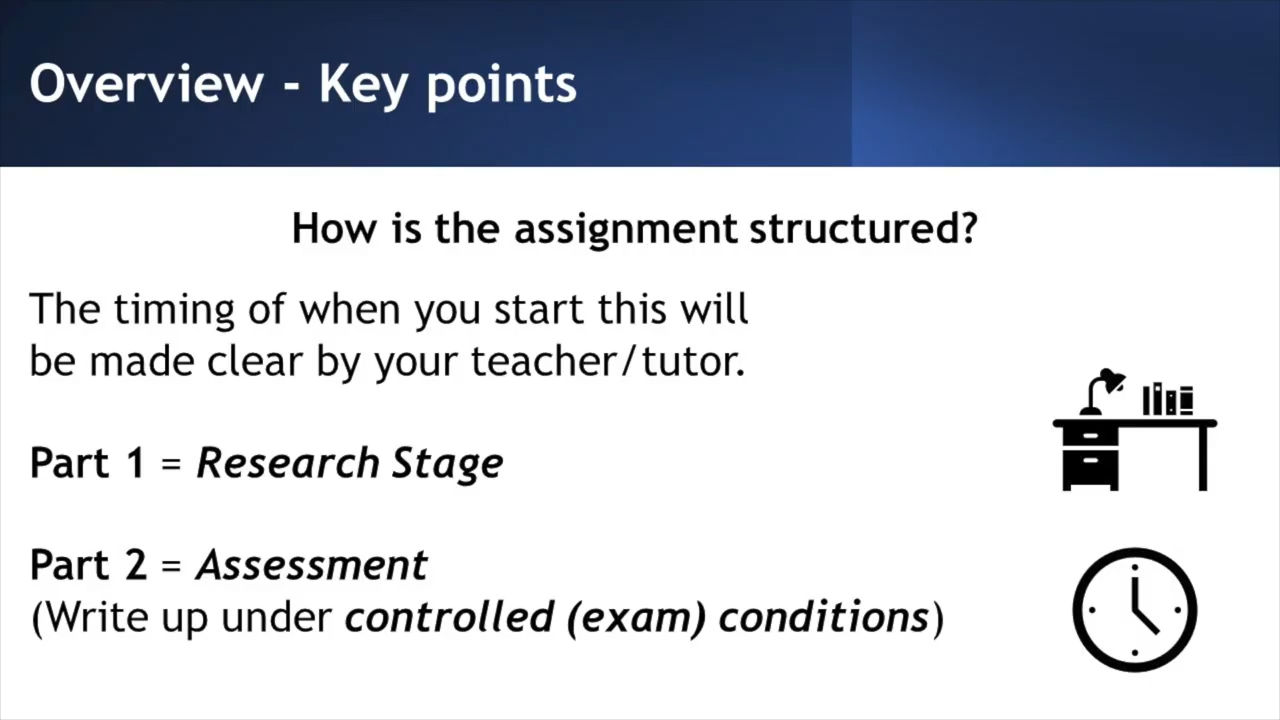 Overview - Key points
How is the assignment structured?
The timing of when you start this will
be made clear by your teacher/tutor.
Part 1 = Research Stage
Part 2 = Assessment
(Write up under controlled (exam) conditions)